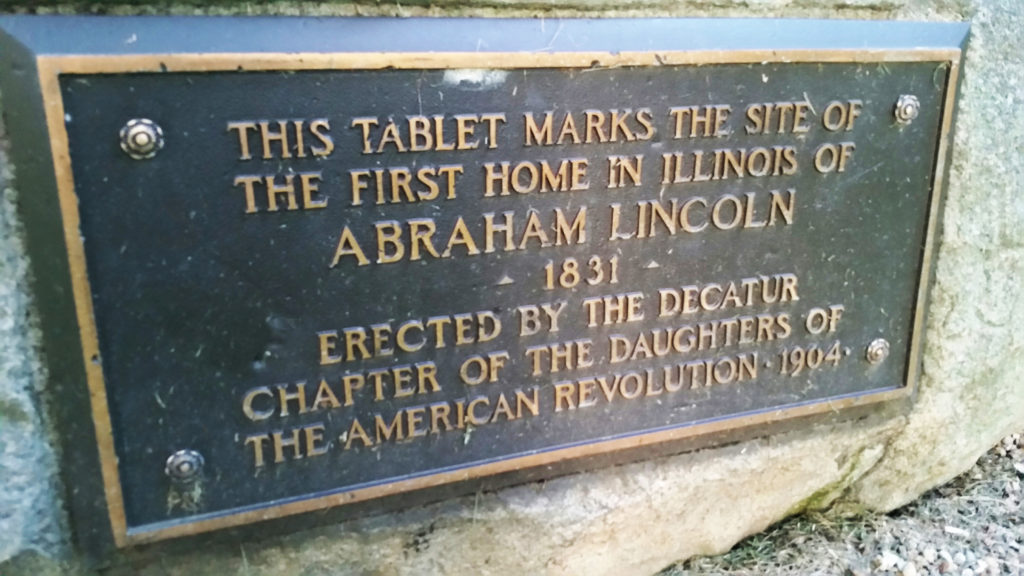 THIS TABLET MARKS THE SITE OF
THE FIRST HOME IN ILLINOIS OF
ABRAHAM LINCOLN
1831
ERECTED BY THE DECATUR
CHAPTER OF THE DAUGHTERS OF
THE AMERICAN REVOLUTION · 1904 ·